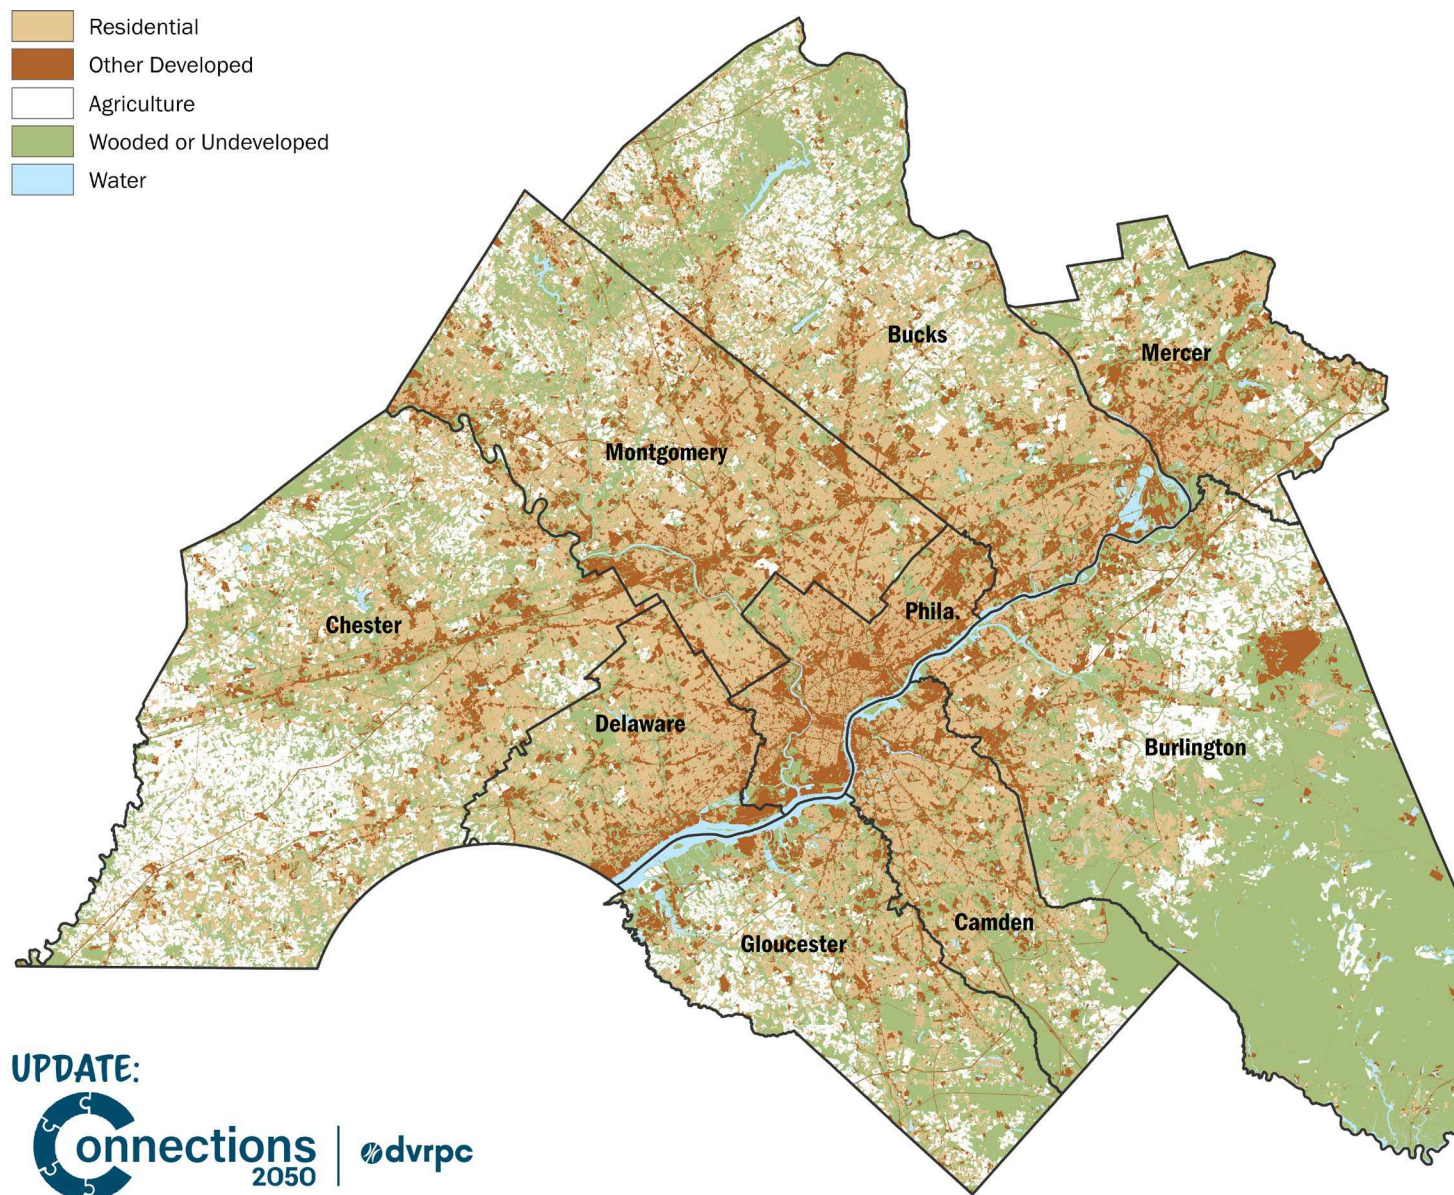 Residential
Other Developed
Agriculture
Wooded or Undeveloped
Water
Bucks
Mercer
Montgomery
Phila.
Chester
Delaware
Burlington
Camden
Gloucester
UPDATE:
Connections
2050
dvrpc